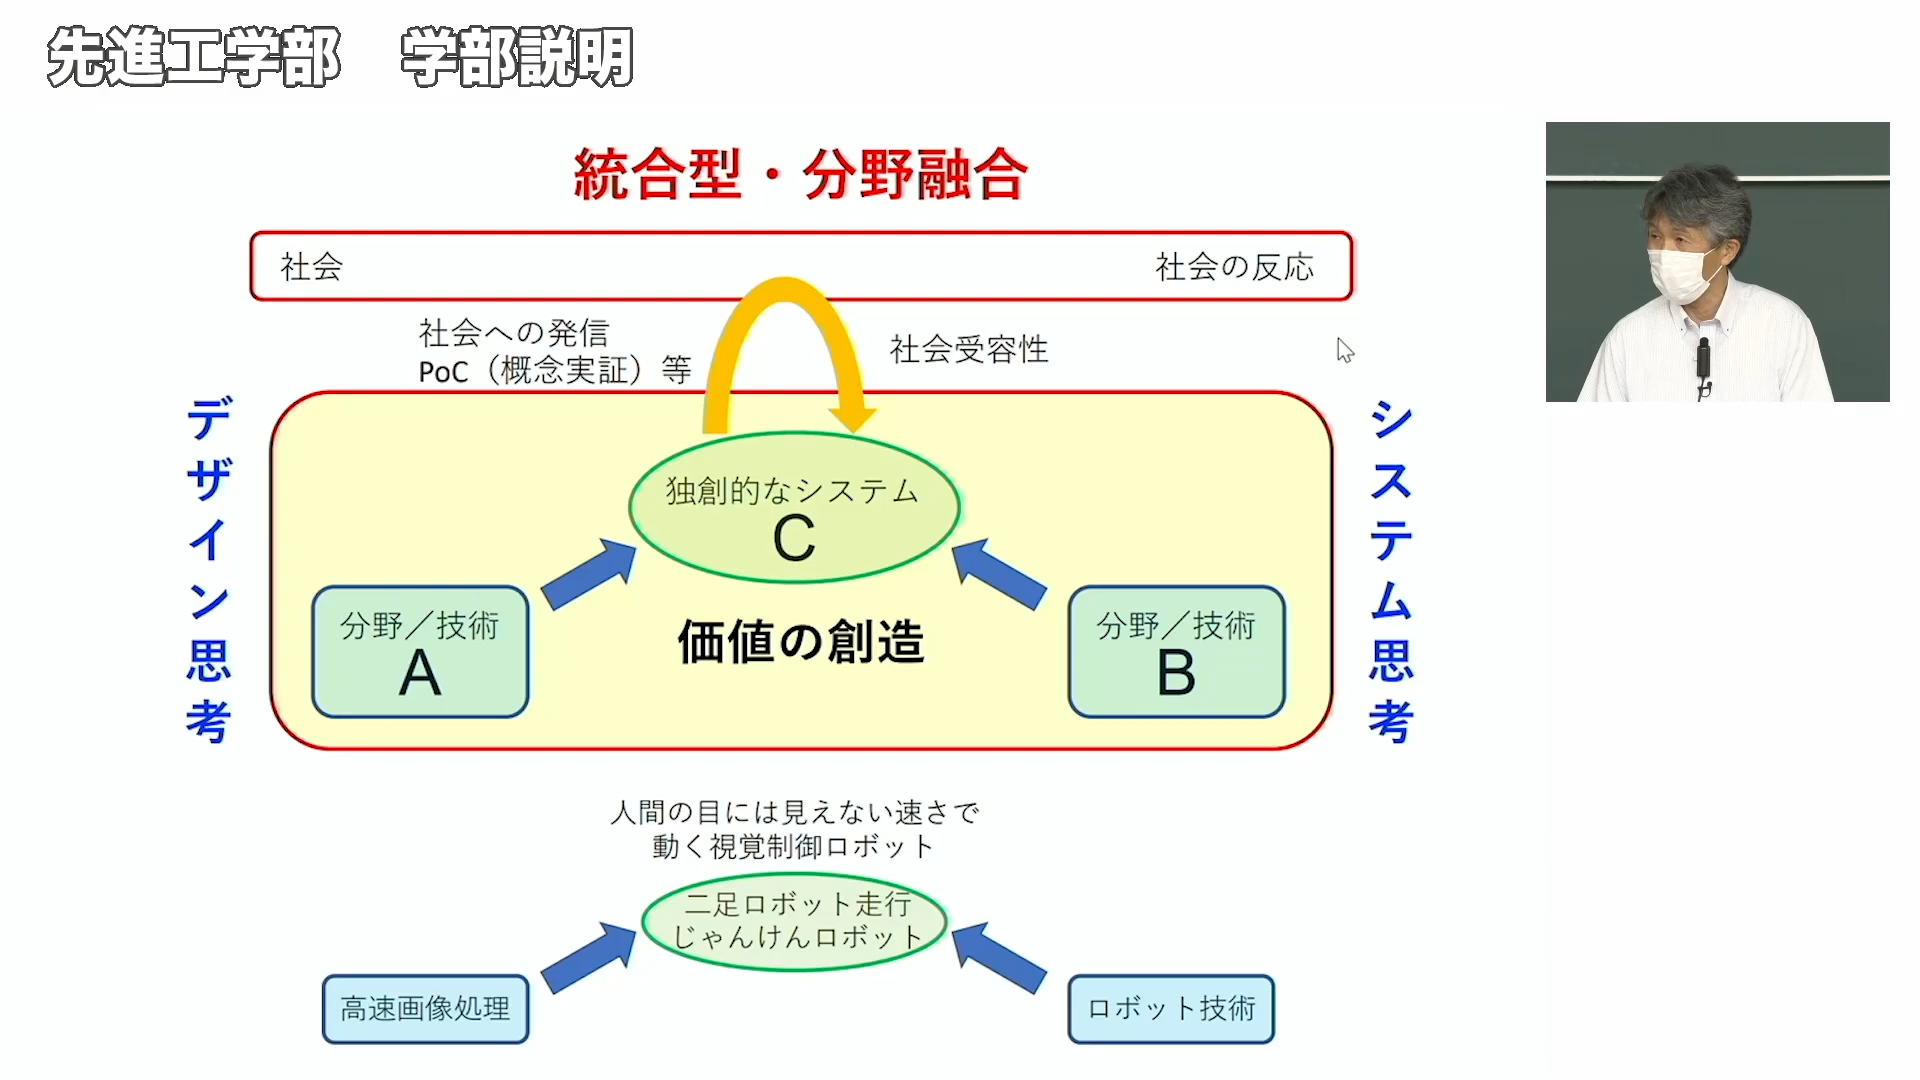 先進工学部　学部説明
統合型・分野融合
社会
社会の反応
社会への発信
PoC（概念実証）等
社会受容性
デザイン思考
システム思考
独創的なシステム
C
分野／技術
A
価値の創造
分野／技術
B
人間の目には見えない速さで
動く視覚制御ロボット
二足ロボット走行
じゃんけんロボット
高速画像処理
ロボット技術